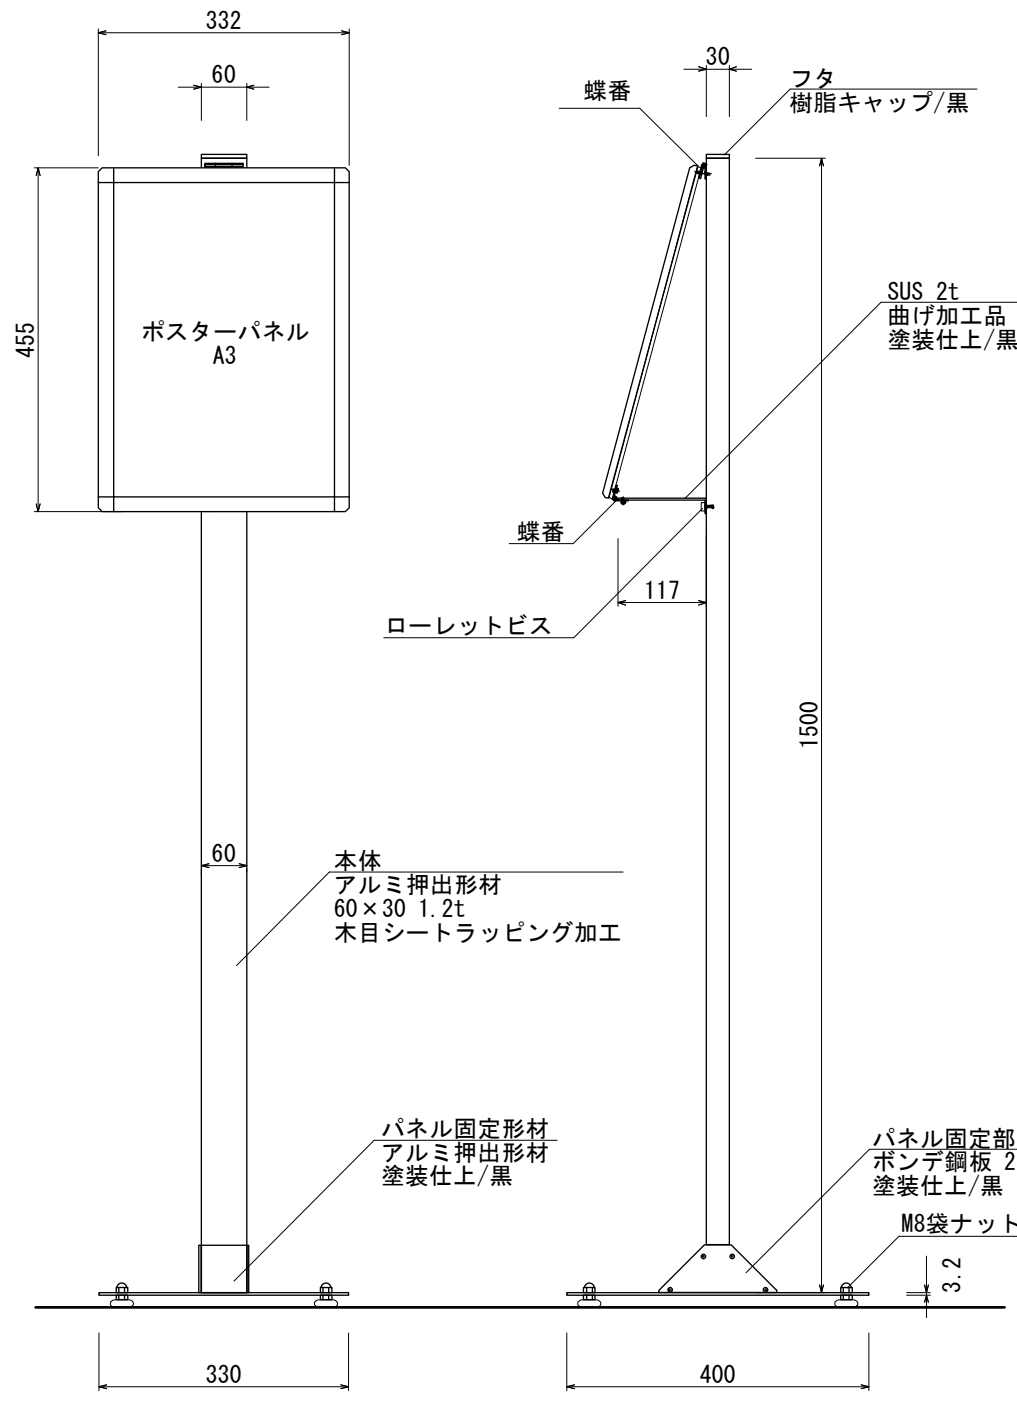 332
60
30
蝶番
フタ
樹脂キャップ/黒
455
ポスターパネル
A3
SUS 2t
曲げ加工品
塗装仕上/黒
蝶番
117
ローレットビス
1500
60
本体
アルミ押出形材
60×30 1.2t
木目シートラッピング加工
パネル固定形材
アルミ押出形材
塗装仕上/黒
パネル固定部
ボンデ鋼板 2
塗装仕上/黒
M8袋ナット
3.2
330
400